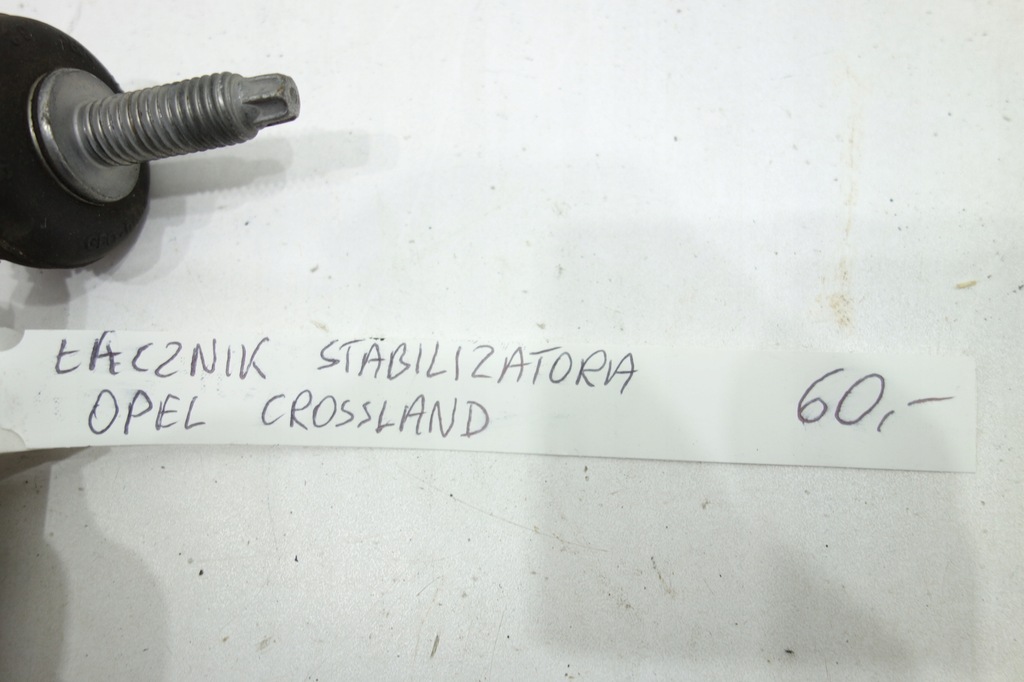 ŁĄCZNIK STABILIZATORA 60,-
OPEL CROSSLAND